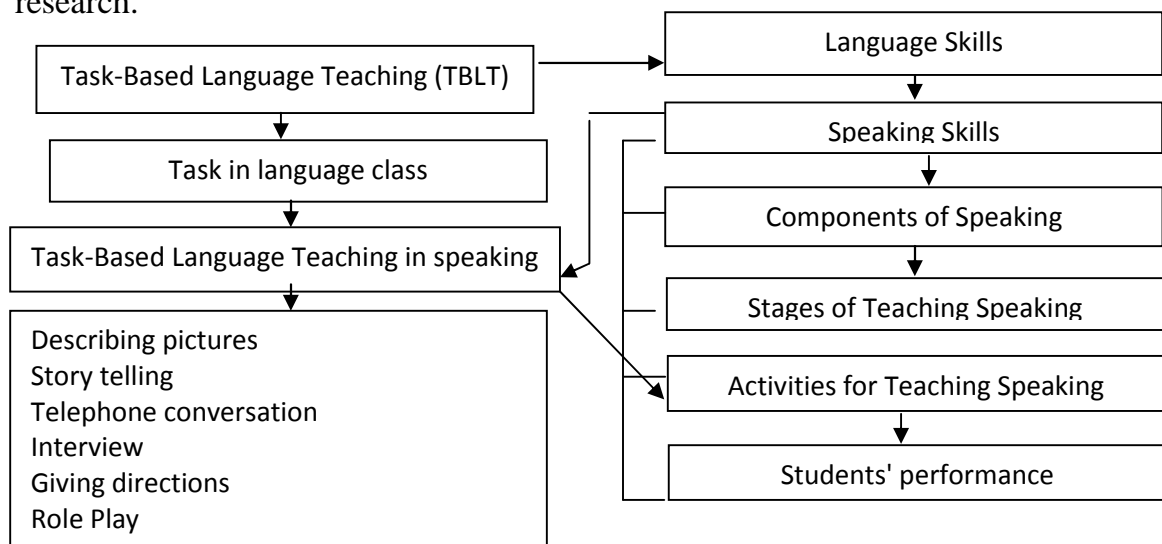 research.
Task-Based Language Teaching (TBLT)
Task in language class
Task-Based Language Teaching in speaking
Describing pictures
Story telling
Telephone conversation
Interview
Giving directions
Role Play
Language Skills
Speaking Skills
Components of Speaking
Stages of Teaching Speaking
Activities for Teaching Speaking
Students' performance